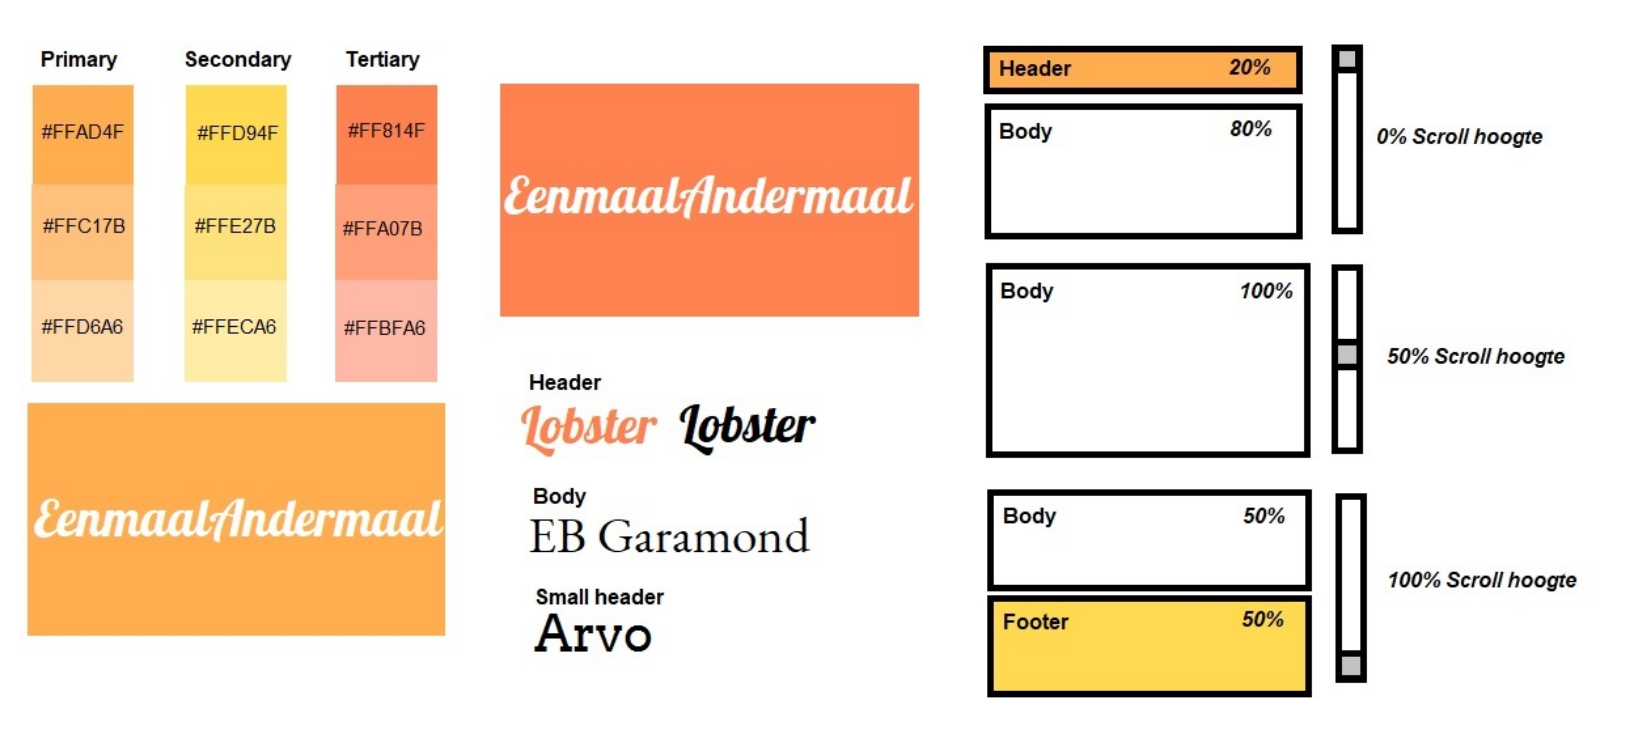 Primary
Secondary
Tertiary
#FFAD4F
#FFD94F
#FF814F
#FFC17B
#FFE27B
#FFA07B
#FFD6A6
#FFECA6
#FFBFA6
EenmaalAndermaal
EenmaalAndermaal
Header
Lobster Lobster
Body
EB Garamond
Small header
Arvo
Header 20%
Body 80%
0% Scroll hoogte
Body 100%
50% Scroll hoogte
Body 50%
100% Scroll hoogte
Footer 50%